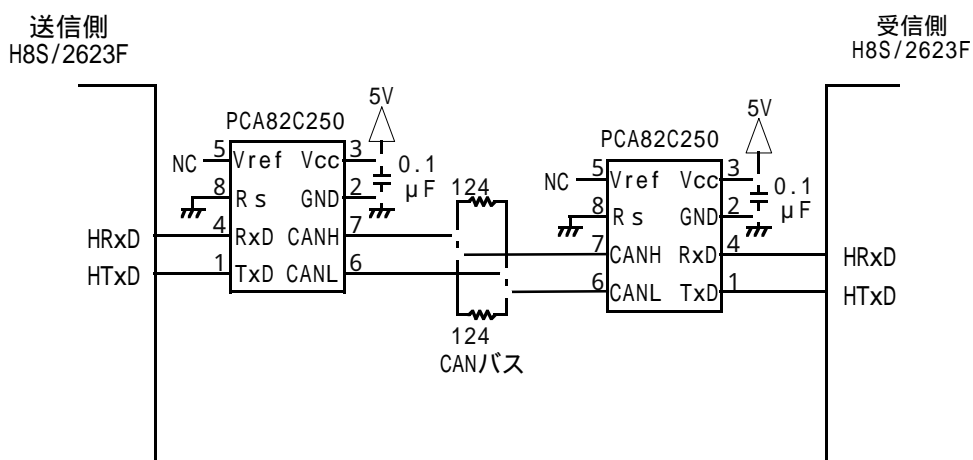 送信側
H8S/2623F
受信側
H8S/2623F
PCA82C250
5V
NC
5
Vref
Vcc
3
0.1
μF
8
Rs
GND
2
HRxD
4
RxD
CANH
7
HTxD
1
TxD
CANL
6
124
124
CANバス
PCA82C250
5V
NC
5
Vref
Vcc
3
0.1
μF
8
Rs
GND
2
7
CANH
RxD
4
HRxD
6
CANL
TxD
1
HTxD